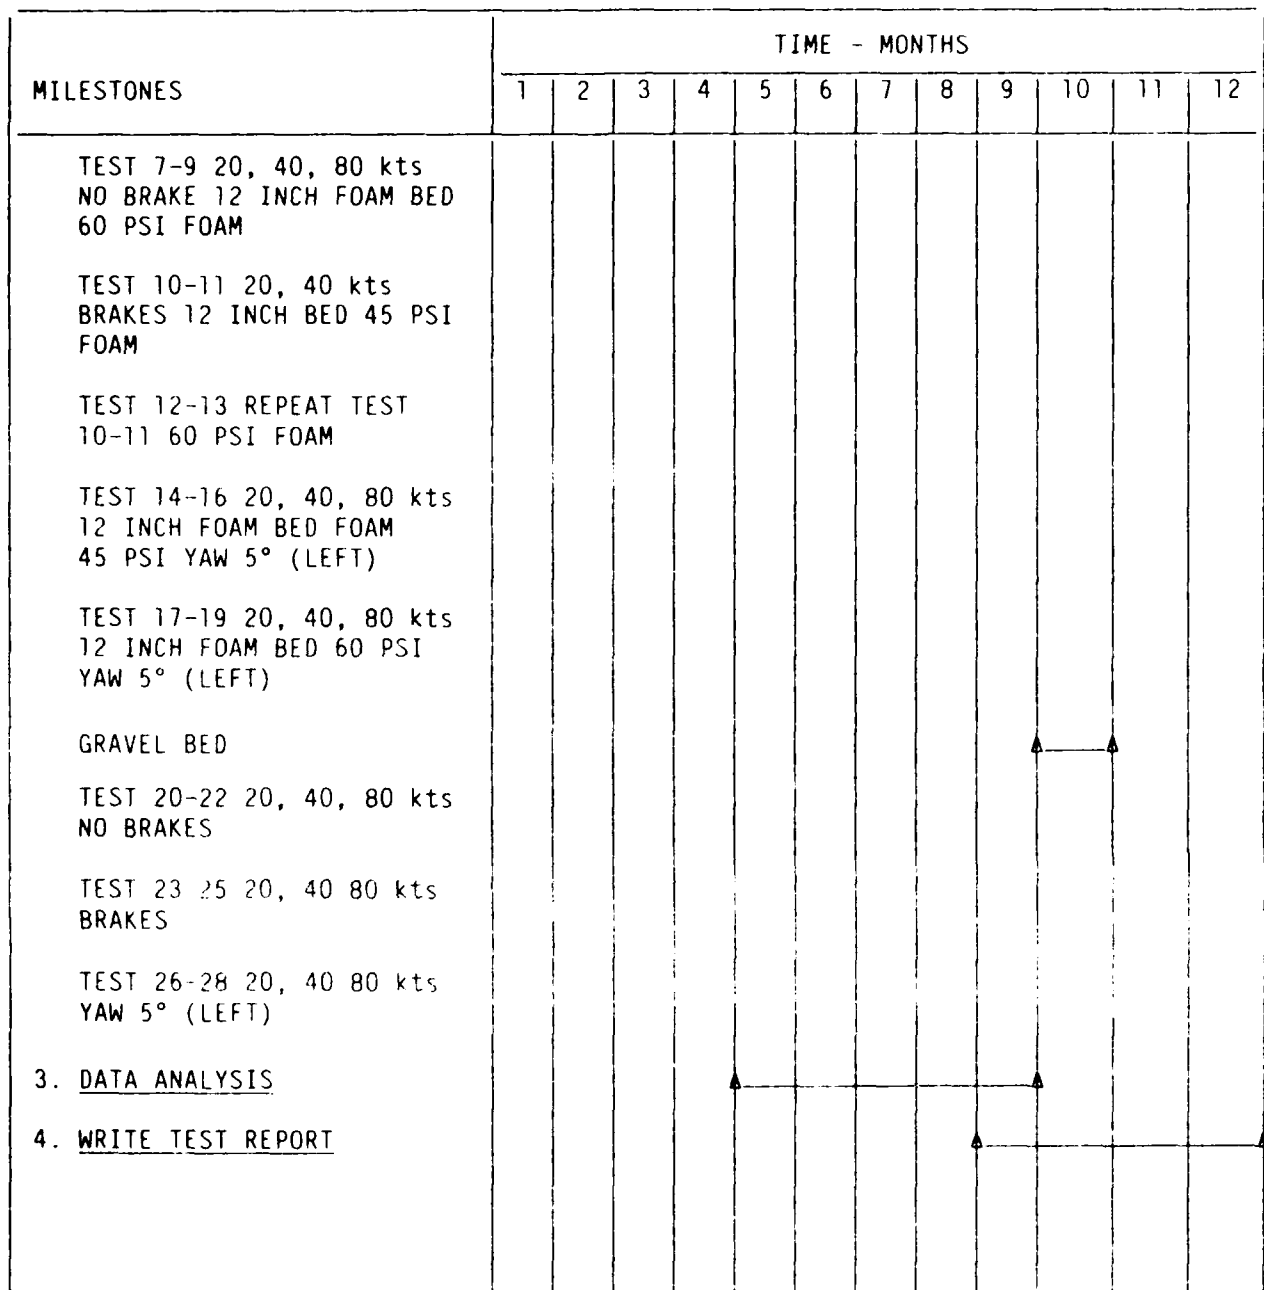 TIME - MONTHS
MILESTONES
1 2 3 4 5 6 7 8 9 10 11 12
TEST 7-9 20, 40, 80 kts
NO BRAKE 12 INCH FOAM BED
60 PSI FOAM
TEST 10-11 20, 40 kts
BRAKES 12 INCH BED 45 PSI
FOAM
TEST 12-13 REPEAT TEST
10-11 60 PSI FOAM
TEST 14-16 20, 40, 80 kts
12 INCH FOAM BED FOAM
45 PSI YAW 5° (LEFT)
TEST 17-19 20, 40, 80 kts
12 INCH FOAM BED 60 PSI
YAW 5° (LEFT)
GRAVEL BED
TEST 20-22 20, 40, 80 kts
NO BRAKES
TEST 23 25 20, 40 80 kts
BRAKES
TEST 26-28 20, 40 80 kts
YAW 5° (LEFT)
3. DATA ANALYSIS
4. WRITE TEST REPORT